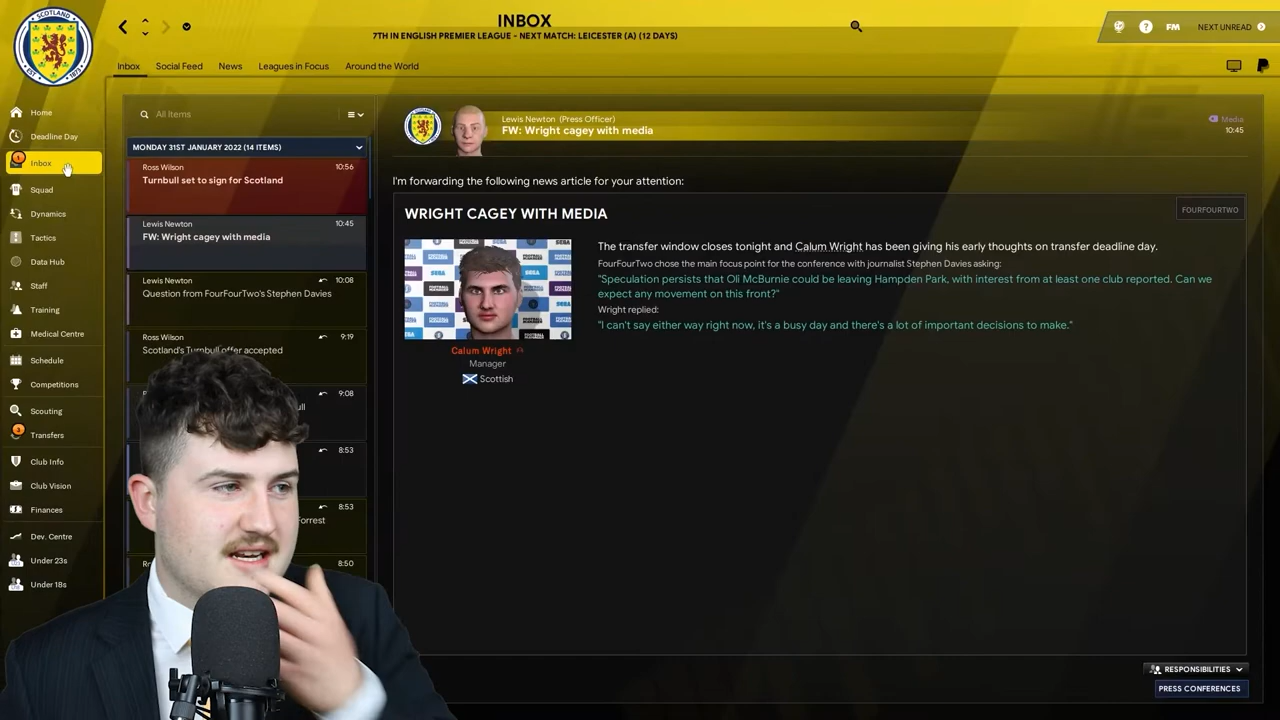 SCOTLAND
EST 1873
INBOX
7TH IN ENGLISH PREMIER LEAGUE - NEXT MATCH: LEICESTER (A) (12 DAYS)
?
FM
NEXT UNREAD
Inbox
Social Feed
News
Leagues in Focus
Around the World
Home
Deadline Day
1
Inbox
Squad
Dynamics
Tactics
Data Hub
Staff
Training
Medical Centre
Schedule
Competitions
Scouting
3
Transfers
Club Info
Club Vision
Finances
Dev. Centre
Under 23s
Under 18s
All Items
MONDAY 31ST JANUARY 2022 (14 ITEMS)
Ross Wilson 10:56
Turnbull set to sign for Scotland
Lewis Newton 10:45
FW: Wright cagey with media
Lewis Newton 10:08
Question from FourFourTwo's Stephen Davies
Ross Wilson 9:19
Scotland's Turnbull offer accepted
9:08
8:53
8:53
Forrest
8:50
Lewis Newton (Press Officer)
FW: Wright cagey with media
Media
10:45
I'm forwarding the following news article for your attention:
WRIGHT CAGEY WITH MEDIA
FOURFOURTWO
SEGA
Calum Wright
Manager
Scottish
The transfer window closes tonight and Calum Wright has been giving his early thoughts on transfer deadline day.
FourFourTwo chose the main focus point for the conference with journalist Stephen Davies asking:
"Speculation persists that Oli McBurnie could be leaving Hampden Park, with interest from at least one club reported. Can we
expect any movement on this front?"
Wright replied:
"I can't say either way right now, it's a busy day and there's a lot of important decisions to make."
RESPONSIBILITIES
PRESS CONFERENCES